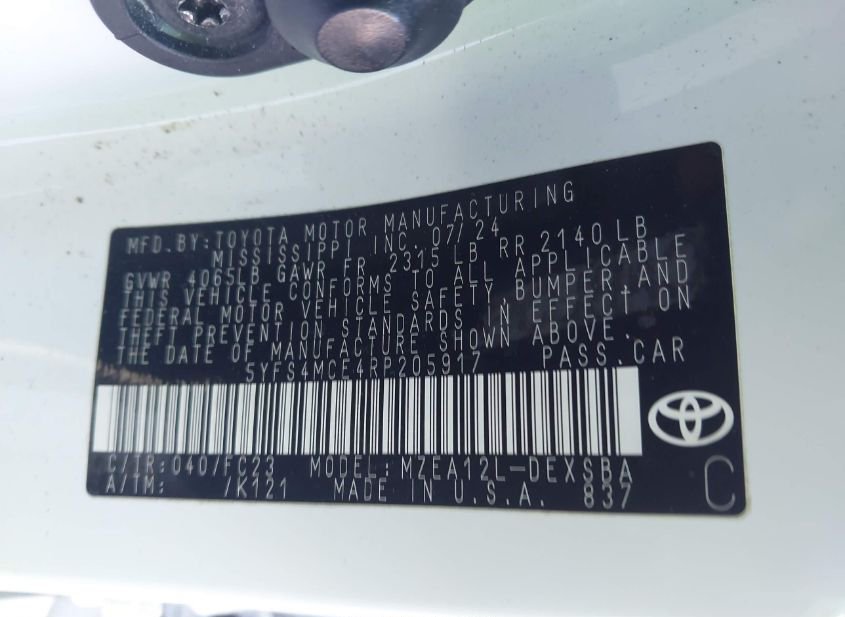 MFD.BY:TOYOTA MOTOR MANUFACTURING
MISSISSIPPI INC. 07/24
GVWR 4065LB GAWR FR 2315 LB RR 2140 LB
THIS VEHICLE CONFORMS TO ALL APPLICABLE
FEDERAL MOTOR VEHICLE SAFETY,BUMPER,AND
THEFT PREVENTION STANDARDS IN EFFECT ON
THE DATE OF MANUFACTURE SHOWN ABOVE.
5YFS4MCE4RP205917 PASS.CAR
C/TR:040/FC23 MODEL:MZEA12L-DEXSBA
A/TM: /K121 MADE IN U.S.A. 837
C